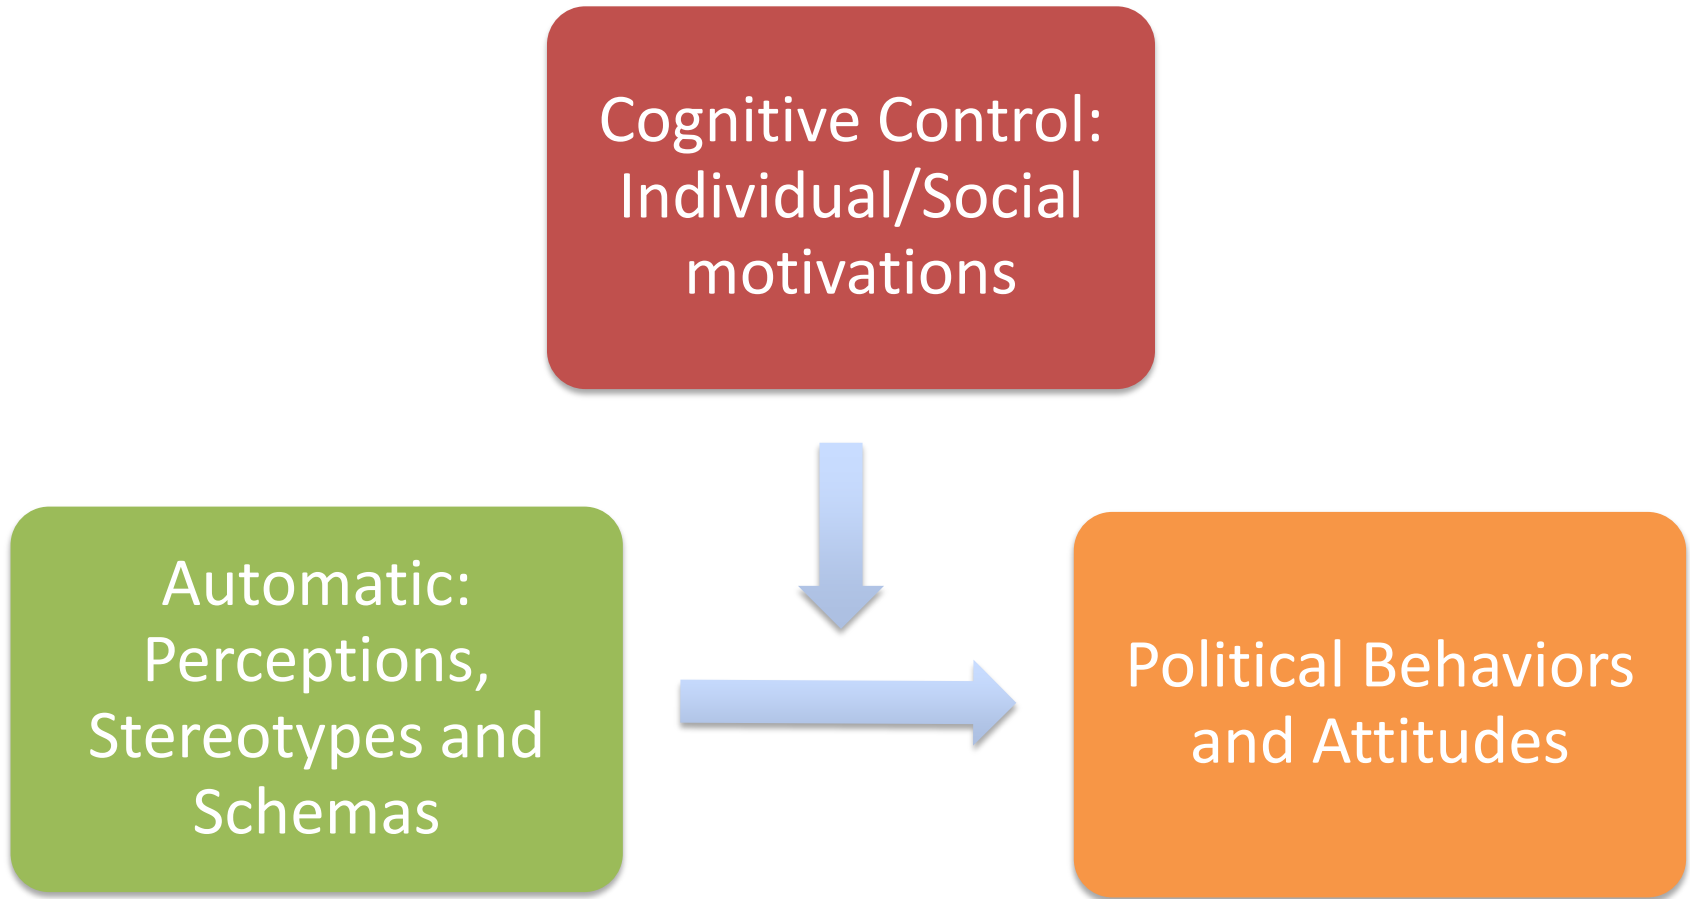 Cognitive Control:
Individual/Social
motivations
Automatic:
Perceptions,
Stereotypes and
Schemas
Political Behaviors
and Attitudes